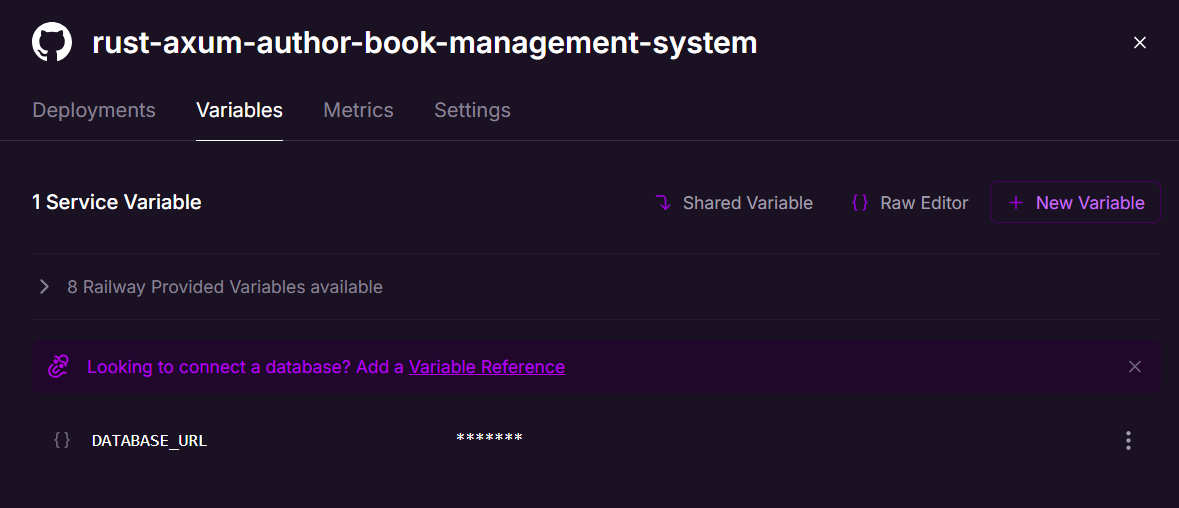 rust-axum-author-book-management-system
Deployments Variables Metrics Settings
1 Service Variable Shared Variable {} Raw Editor + New Variable
8 Railway Provided Variables available
Looking to connect a database? Add a Variable Reference
{} DATABASE_URL *******